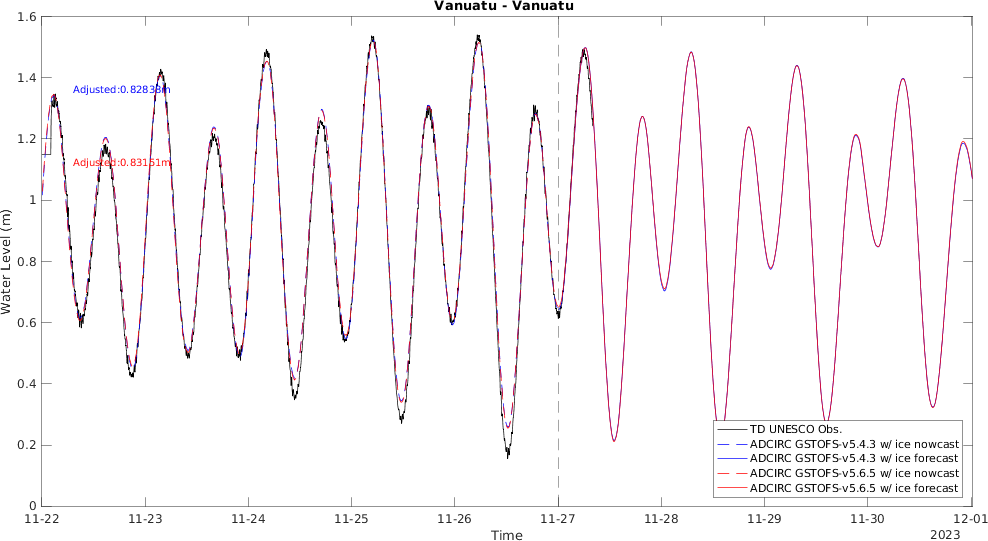 Vanuatu - Vanuatu
Water Level (m)
1.6
1.4
1.2
1
0.8
0.6
0.4
0.2
0
Adjusted:0.82838m
Adjusted:0.83151m
TD UNESCO Obs.
ADCIRC GSTOFS-v5.4.3 w/ ice nowcast
ADCIRC GSTOFS-v5.4.3 w/ ice forecast
ADCIRC GSTOFS-v5.6.5 w/ ice nowcast
ADCIRC GSTOFS-v5.6.5 w/ ice forecast
11-22 11-23 11-24 11-25 11-26 11-27 11-28 11-29 11-30 12-01
Time
2023